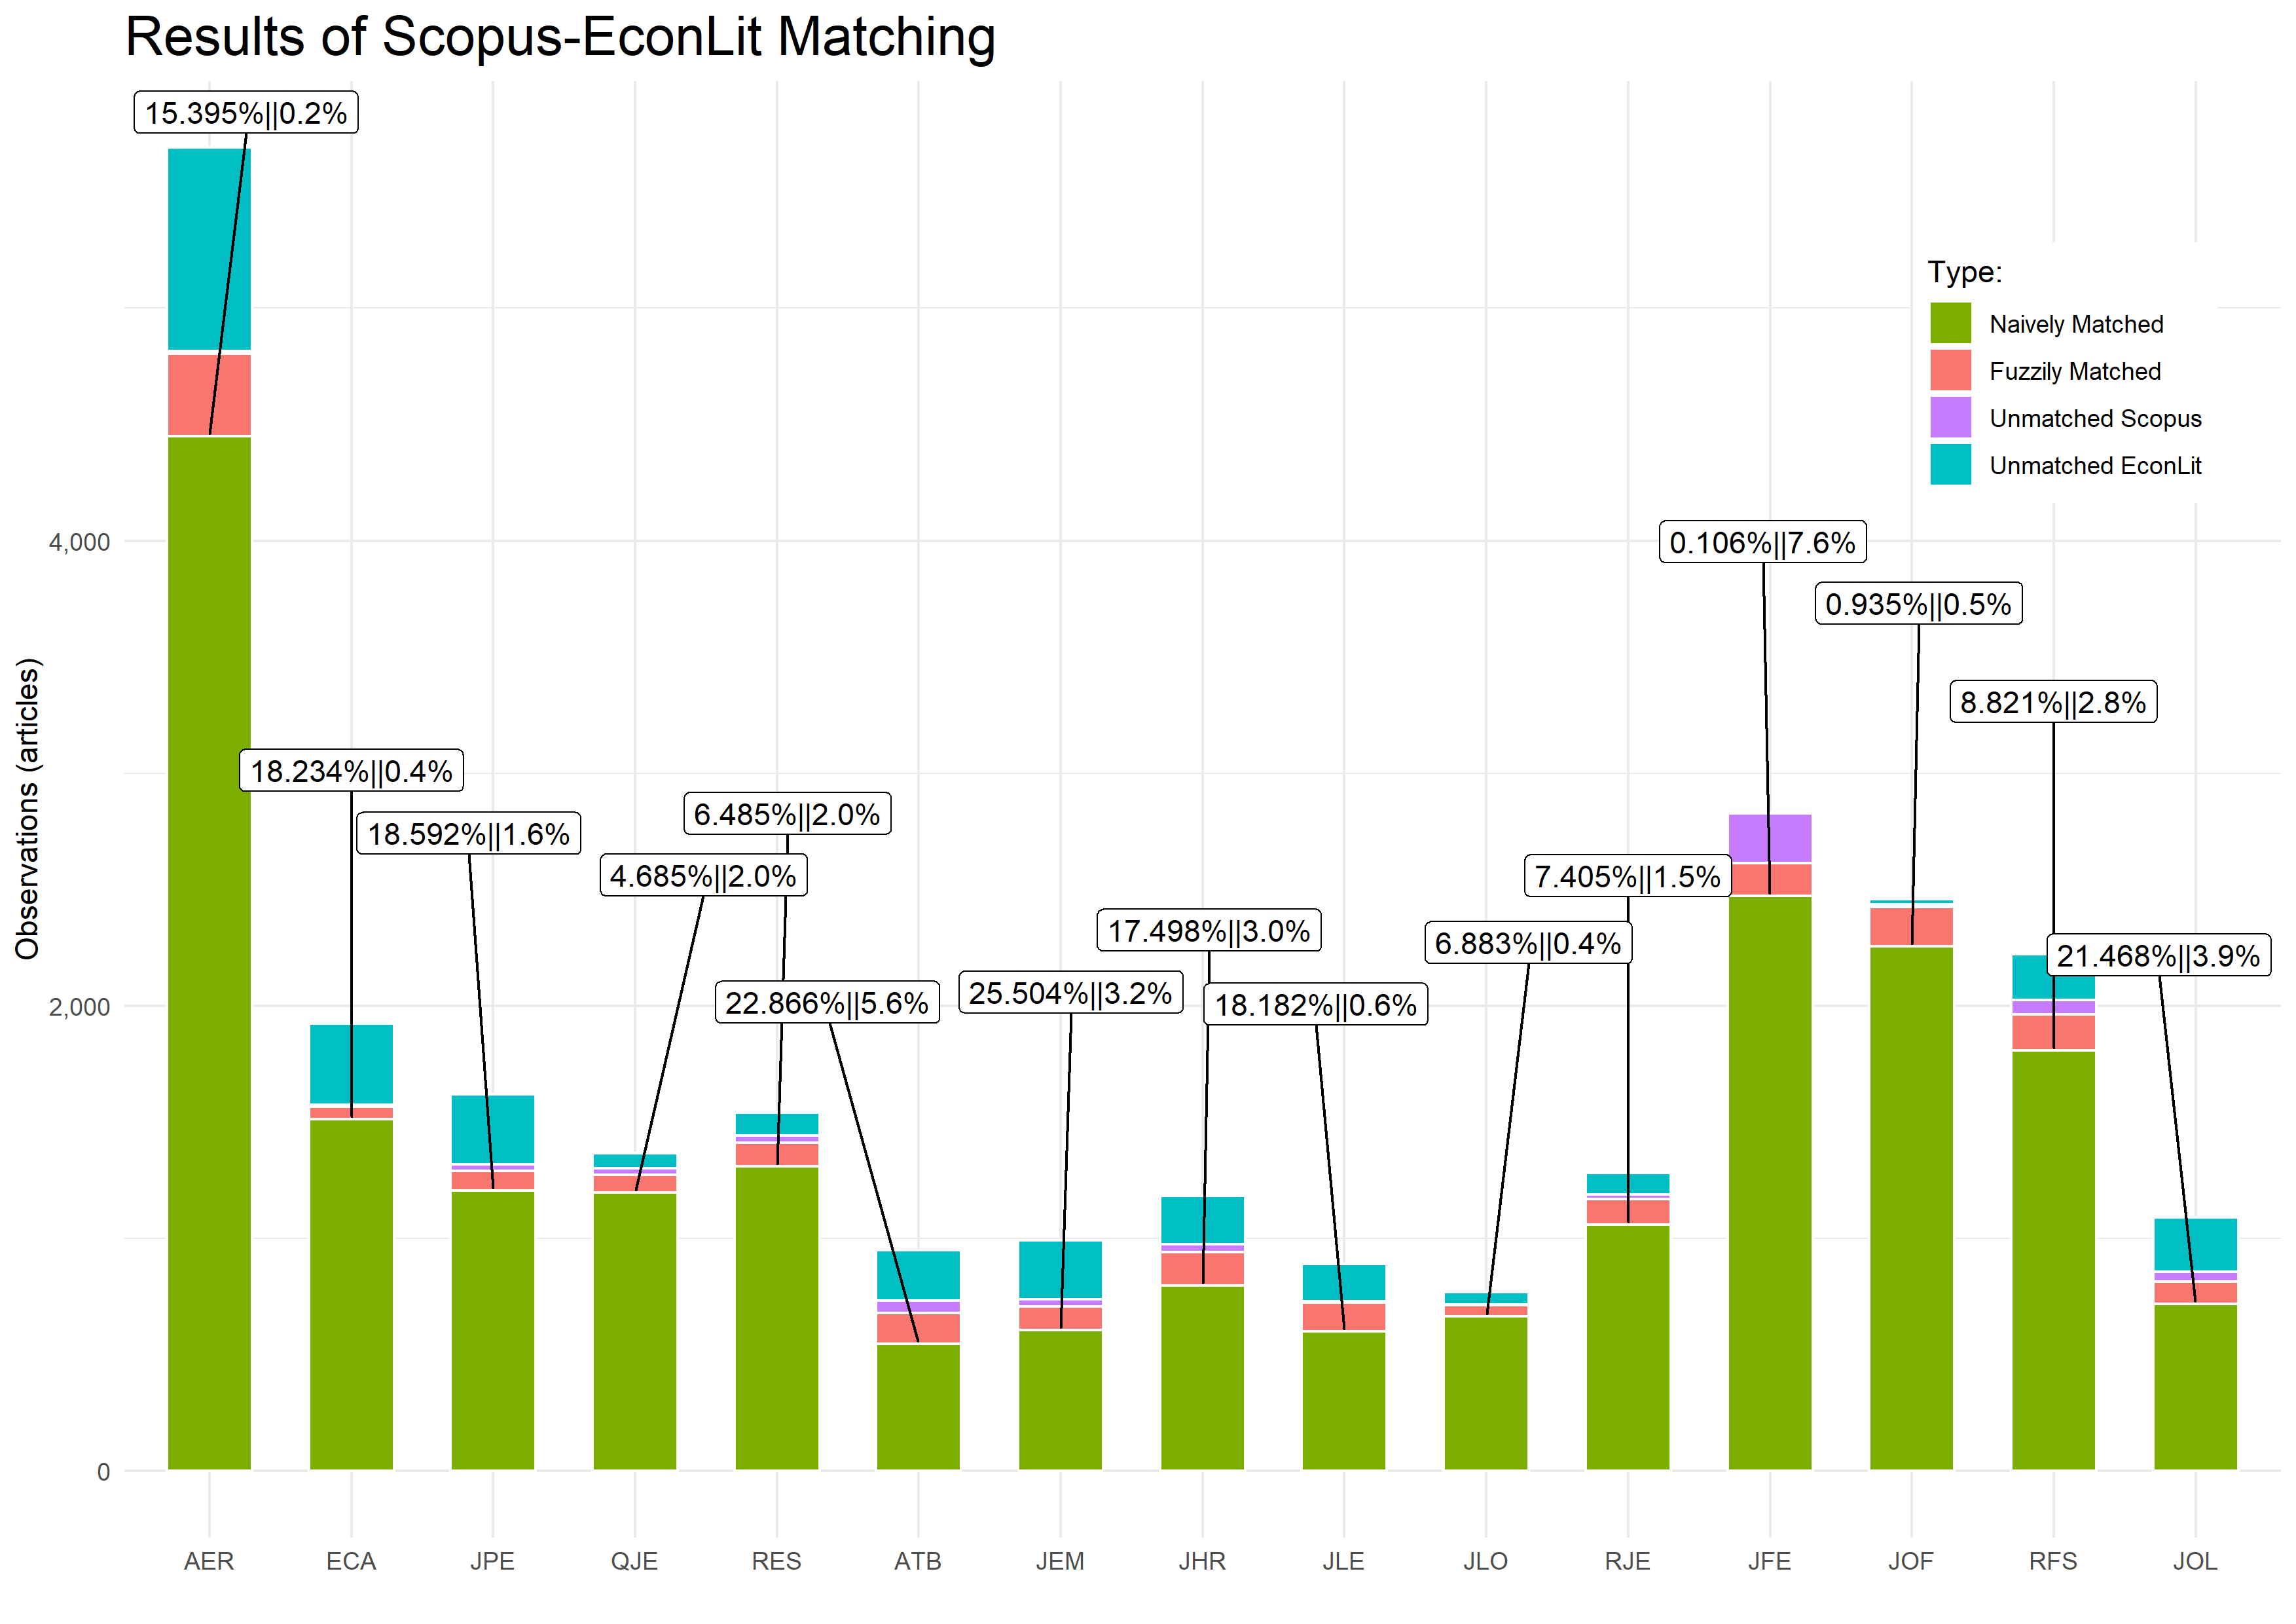 Results of Scopus-EconLit Matching
15.395%||0.2%
Type:
Naively Matched
Fuzzily Matched
Unmatched Scopus
Unmatched EconLit
4,000
0.106%||7.6%
0.935%||0.5%
8.821%||2.8%
18.234%||0.4%
6.485%||2.0%
18.592%||1.6%
4.685%||2.0%
7.405%||1.5%
17.498%||3.0%
6.883%||0.4%
21.468%||3.9%
25.504%||3.2%
22.866%||5.6%
18.182%||0.6%
2,000
0
Observations (articles)
AER ECA JPE QJE RES ATB JEM JHR JLE JLO RJE JFE JOF RFS JOL